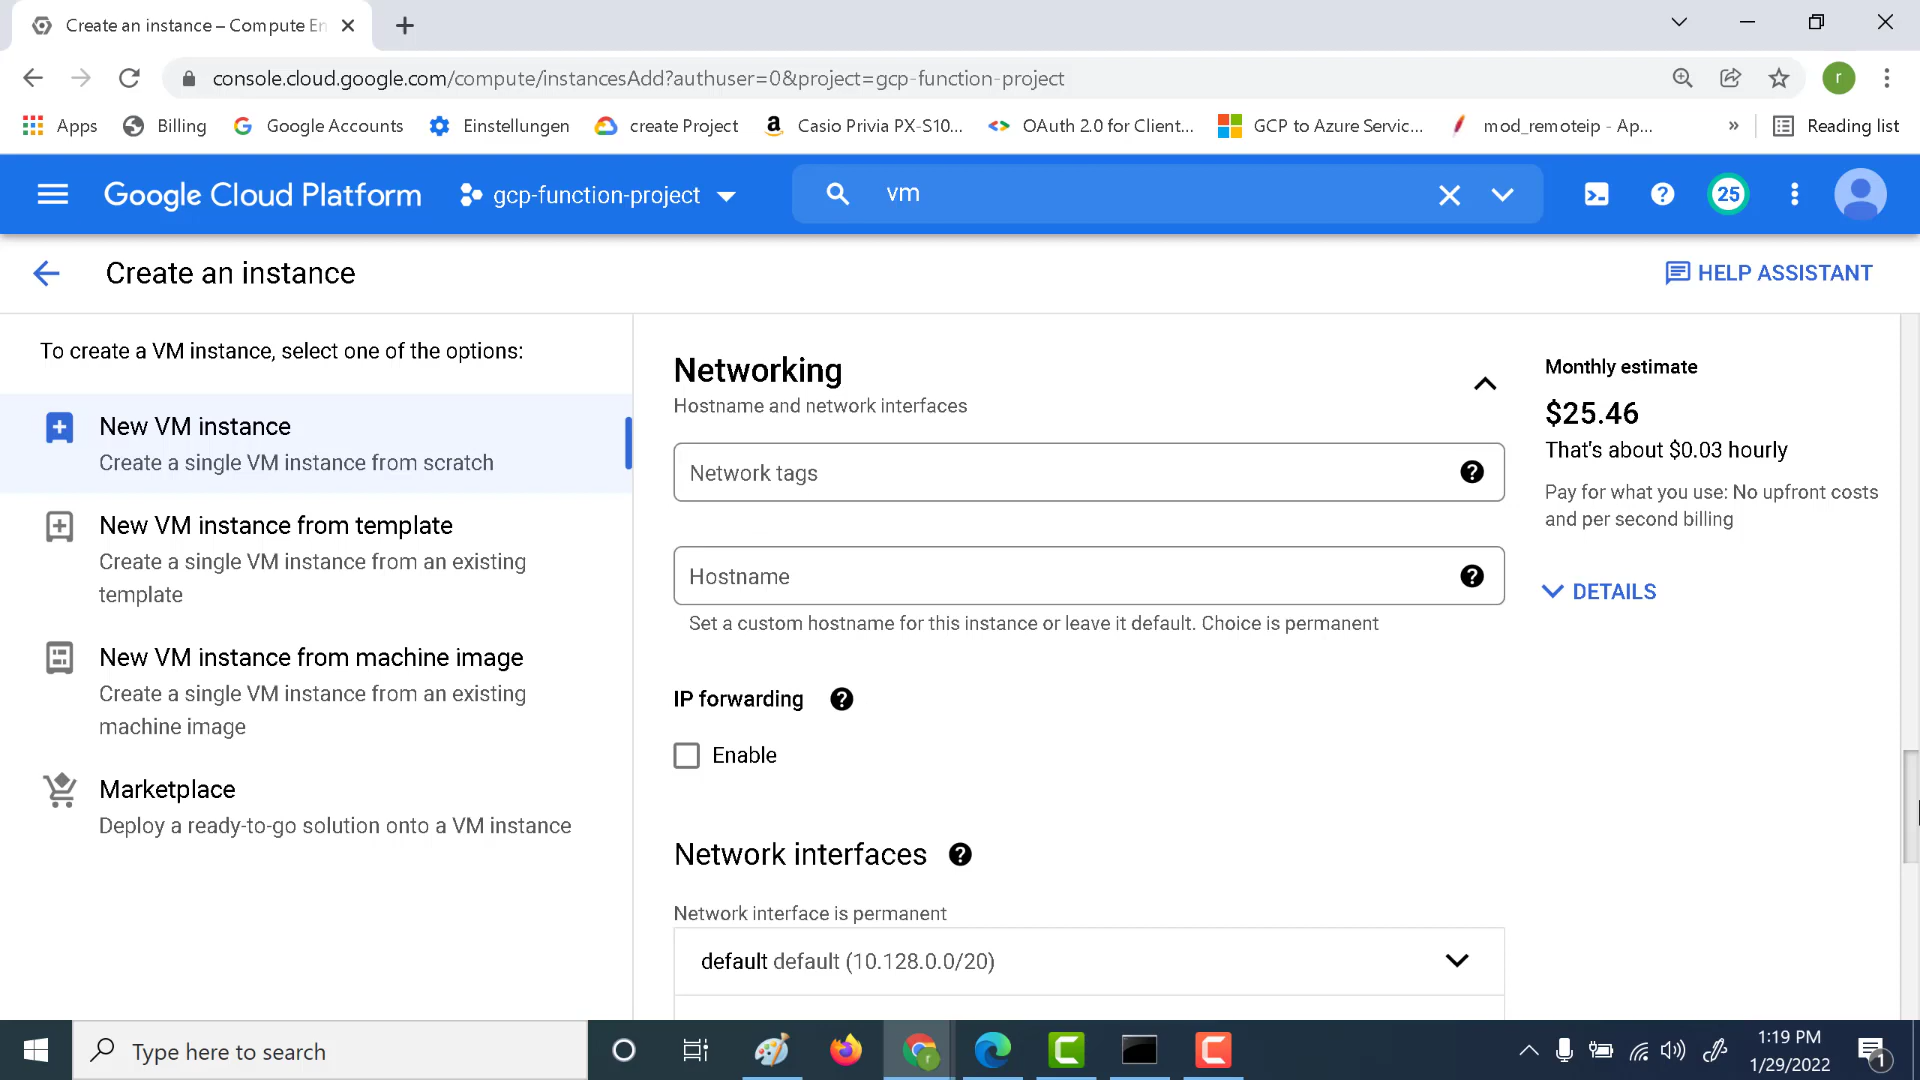 Create an instance – Compute En
console.cloud.google.com/compute/instancesAdd?authuser=0&project=gcp-function-project
r
Apps
Billing
Google Accounts
Einstellungen
create Project
Casio Privia PX-S10...
OAuth 2.0 for Client...
GCP to Azure Servic...
mod_remoteip - Ap...
»
Reading list
Google Cloud Platform
gcp-function-project
vm
25
Create an instance
HELP ASSISTANT
To create a VM instance, select one of the options:
New VM instance
Create a single VM instance from scratch
New VM instance from template
Create a single VM instance from an existing
template
New VM instance from machine image
Create a single VM instance from an existing
machine image
Marketplace
Deploy a ready-to-go solution onto a VM instance
Networking
Hostname and network interfaces
Network tags
Hostname
Set a custom hostname for this instance or leave it default. Choice is permanent
IP forwarding
Enable
Network interfaces
Network interface is permanent
default default (10.128.0.0/20)
Monthly estimate
$25.46
That's about $0.03 hourly
Pay for what you use: No upfront costs
and per second billing
DETAILS
Type here to search
1:19 PM
1/29/2022
1